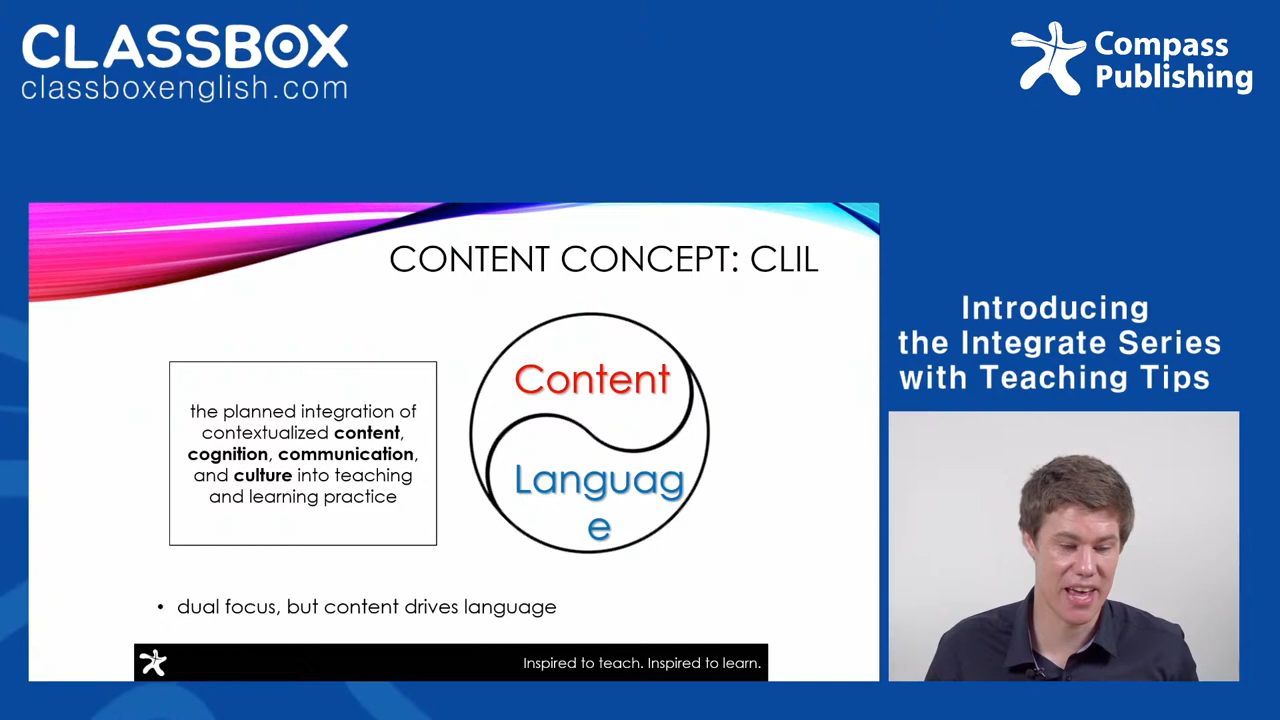 CLASSBOX
classboxenglish.com
Compass
Publishing
CONTENT CONCEPT: CLIL
the planned integration of
contextualized content,
cognition, communication,
and culture into teaching
and learning practice
Content
Languag
e
• dual focus, but content drives language
Inspired to teach. Inspired to learn.
Introducing
the Integrate Series
with Teaching Tips